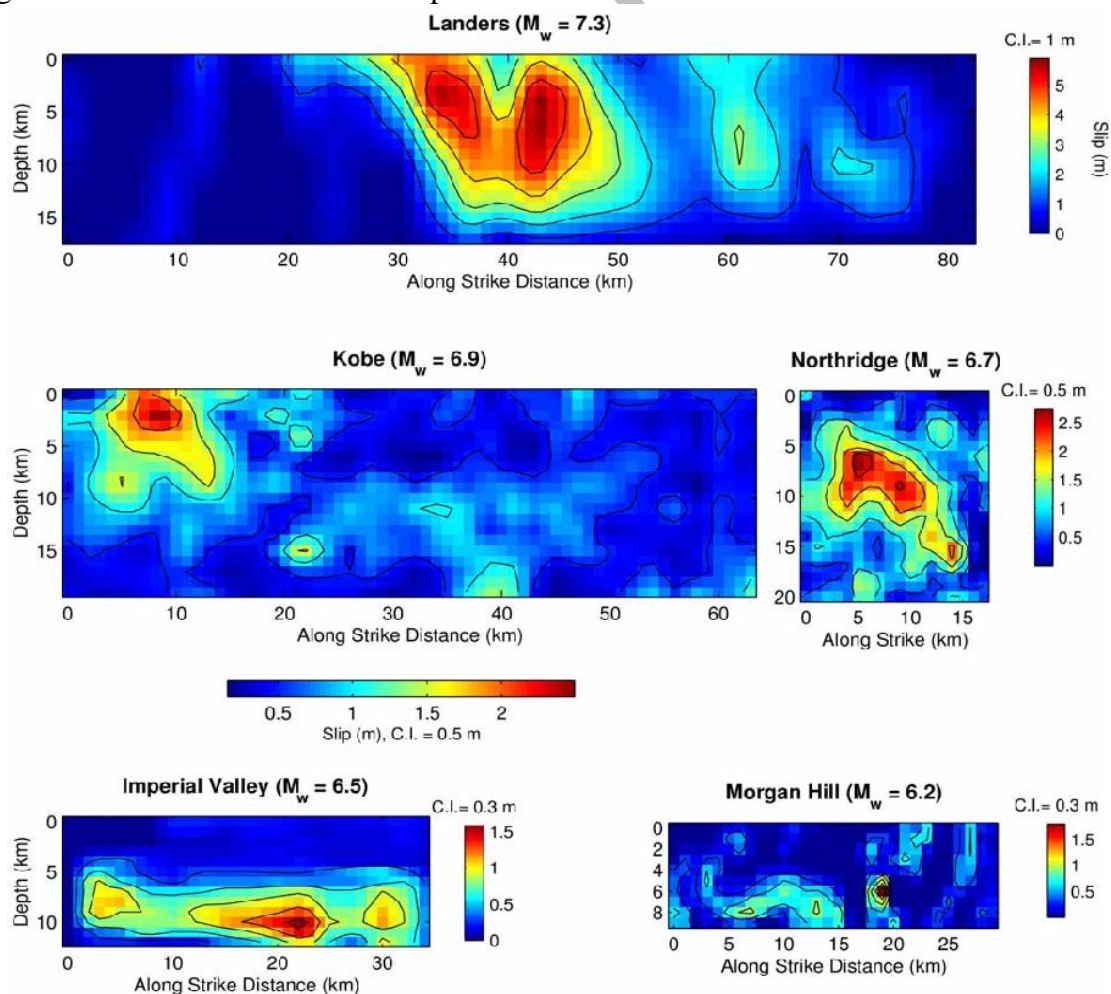 Landers (Mw = 7.3)
C.I.= 1 m
0
5
10
15
Depth (km)
0 10 20 30 40 50 60 70 80
Along Strike Distance (km)
5
4
3
2
1
0
Slip (m)
Kobe (Mw = 6.9)
0
5
10
15
Depth (km)
0 10 20 30 40 50 60
Along Strike Distance (km)
Northridge (Mw = 6.7)
C.I.= 0.5 m
0
5
10
15
20
0 5 10 15
Along Strike (km)
2.5
2
1.5
1
0.5
0.5 1 1.5 2
Slip (m), C.I. = 0.5 m
Imperial Valley (Mw = 6.5)
C.I.= 0.3 m
0
5
10
Depth (km)
0 10 20 30
Along Strike Distance (km)
1.5
1
0.5
0
Morgan Hill (Mw = 6.2)
C.I.= 0.3 m
0
2
4
6
8
0 5 10 15 20 25
Along Strike Distance (km)
1.5
1
0.5